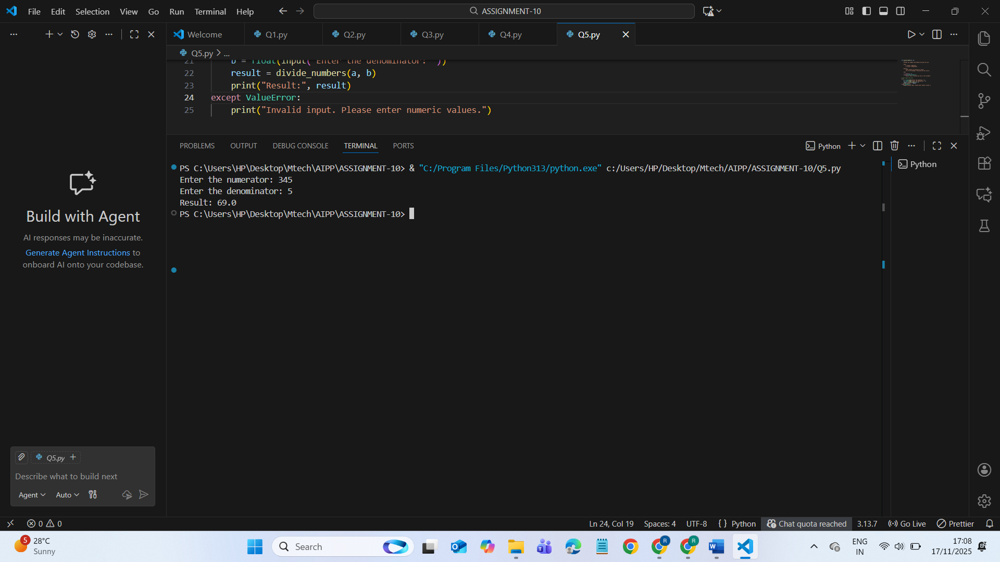 File Edit Selection View Go Run Terminal Help
ASSIGNMENT-10
Welcome
Q1.py
Q2.py
Q3.py
Q4.py
Q5.py
Q5.py > ...
21 b = float(input("Enter the denominator: "))
22 result = divide_numbers(a, b)
23 print("Result:", result)
24 except ValueError:
25 print("Invalid input. Please enter numeric values.")
PROBLEMS OUTPUT DEBUG CONSOLE TERMINAL PORTS
Python
PS C:\Users\HP\Desktop\Mtech\AIPP\ASSIGNMENT-10> & "C:/Program Files/Python313/python.exe" c:/Users/HP/Desktop/Mtech/AIPP/ASSIGNMENT-10/Q5.py
Enter the numerator: 345
Enter the denominator: 5
Result: 69.0
PS C:\Users\HP\Desktop\Mtech\AIPP\ASSIGNMENT-10>
Python
Build with Agent
AI responses may be inaccurate.
Generate Agent Instructions to
onboard AI onto your codebase.
Q5.py
Describe what to build next
Agent Auto
0 0
Ln 24, Col 19 Spaces: 4 UTF-8 { } Python Chat quota reached 3.13.7 Go Live Prettier
5
28°C
Sunny
Search
R
R
ENG
IN
17:08
17/11/2025